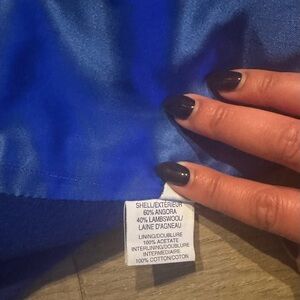 SHELL/EXTERIEUR
60% ANGORA
40% LAMBSWOOL/
LAINE D'AGNEAU
LINING/DOUBLURE
100% ACETATE
INTERLINING/DOUBLURE
INTERMEDIAIRE
100% COTTON/COTON